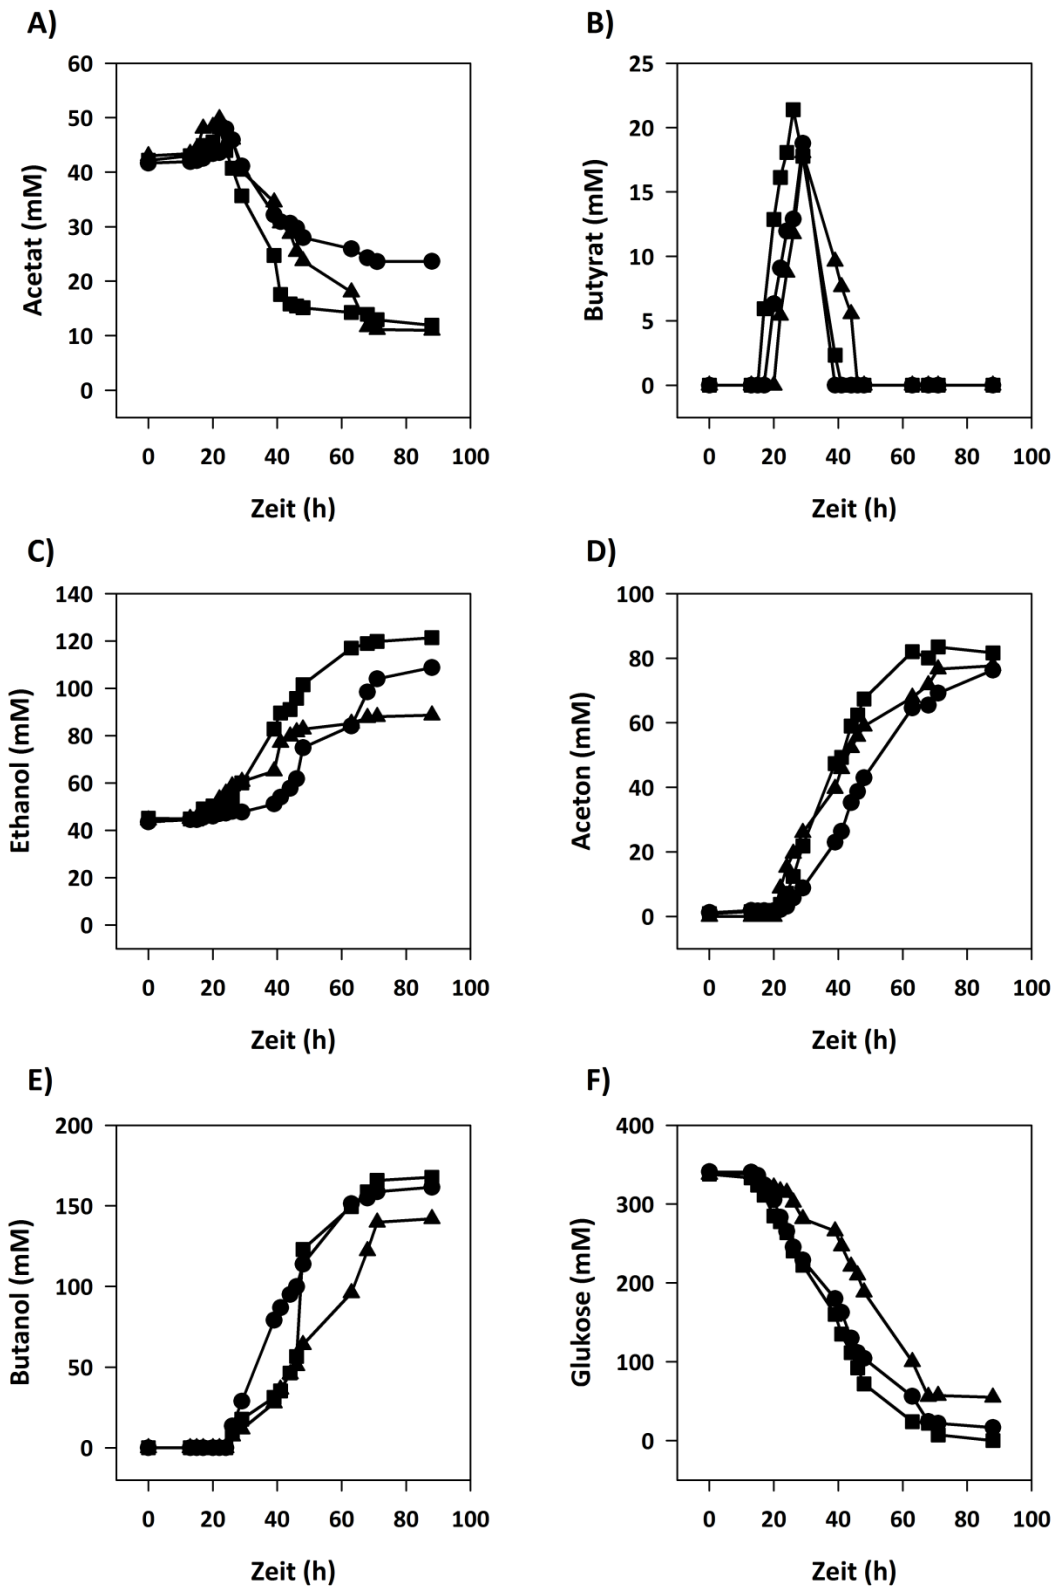 A)
60
50
40
30
20
10
0
Acetat (mM)
0 20 40 60 80 100
Zeit (h)
B)
25
20
15
10
5
0
Butyrat (mM)
0 20 40 60 80 100
Zeit (h)
C)
140
120
100
80
60
40
20
0
Ethanol (mM)
0 20 40 60 80 100
Zeit (h)
D)
100
80
60
40
20
0
Aceton (mM)
0 20 40 60 80 100
Zeit (h)
E)
200
150
100
50
0
Butanol (mM)
0 20 40 60 80 100
Zeit (h)
F)
400
300
200
100
0
Glukose (mM)
0 20 40 60 80 100
Zeit (h)